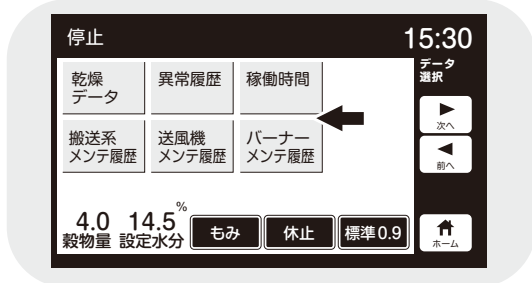 停止
15:30
データ
選択
乾燥
データ
異常履歴
稼働時間
搬送系
メンテ履歴
送風機
メンテ履歴
バーナー
メンテ履歴
次へ
前へ
4.0
穀物量
14.5%
設定水分
もみ
休止
標準0.9
ホーム